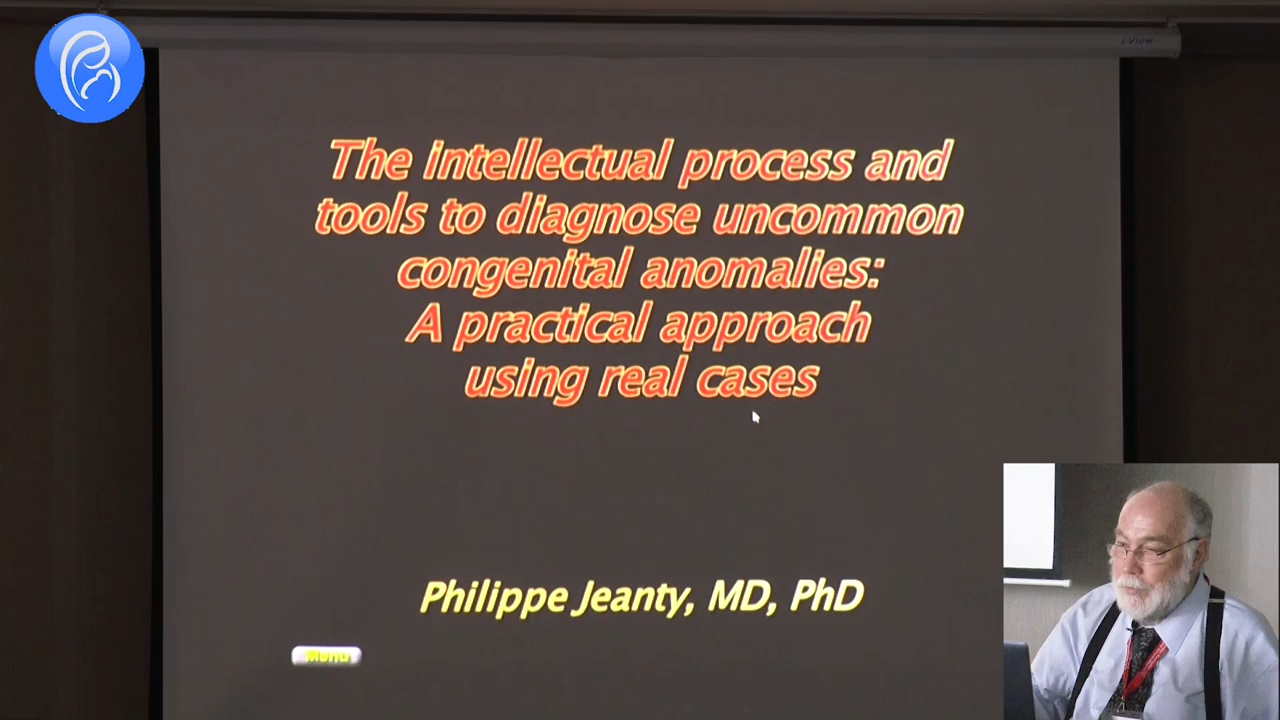 The intellectual process and
tools to diagnose uncommon
congenital anomalies:
A practical approach
using real cases
Philippe Jeanty, MD, PhD
Menu